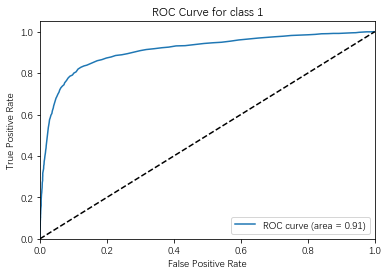 ROC Curve for class 1
True Positive Rate
1.0
0.8
0.6
0.4
0.2
0.0
ROC curve (area = 0.91)
0.0 0.2 0.4 0.6 0.8 1.0
False Positive Rate